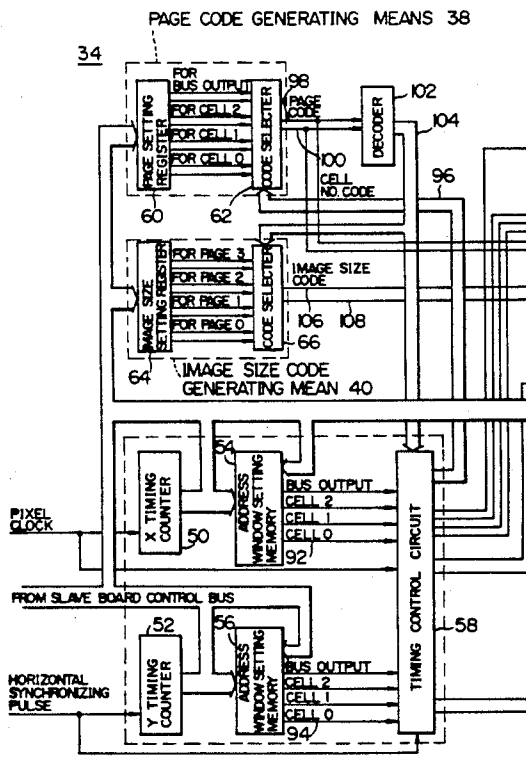 PAGE CODE GENERATING MEANS 38
34
FOR
BUS OUTPUT
FOR CELL 2
FOR CELL 1
FOR CELL 0
PAGE SETTING
REGISTER
60
CODE SELECTER
62
98
PAGE
CODE
100
DECODER
102
104
CELL
NO. CODE
96
IMAGE SIZE
SETTING REGISTER
64
FOR PAGE 3
FOR PAGE 2
FOR PAGE 1
FOR PAGE 0
CODE SELECTER
66
IMAGE SIZE
CODE
106
108
IMAGE SIZE CODE
GENERATING MEAN 40
PIXEL
CLOCK
X TIMING
COUNTER
50
54
ADDRESS
WINDOW SETTING
MEMORY
BUS OUTPUT
CELL 2
CELL 1
CELL 0
92
TIMING CONTROL CIRCUIT
58
FROM SLAVE BOARD CONTROL BUS
52
Y TIMING
COUNTER
56
ADDRESS
WINDOW SETTING
MEMORY
BUS OUTPUT
CELL 2
CELL 1
CELL 0
94
HORIZONTAL
SYNCHRONIZING
PULSE